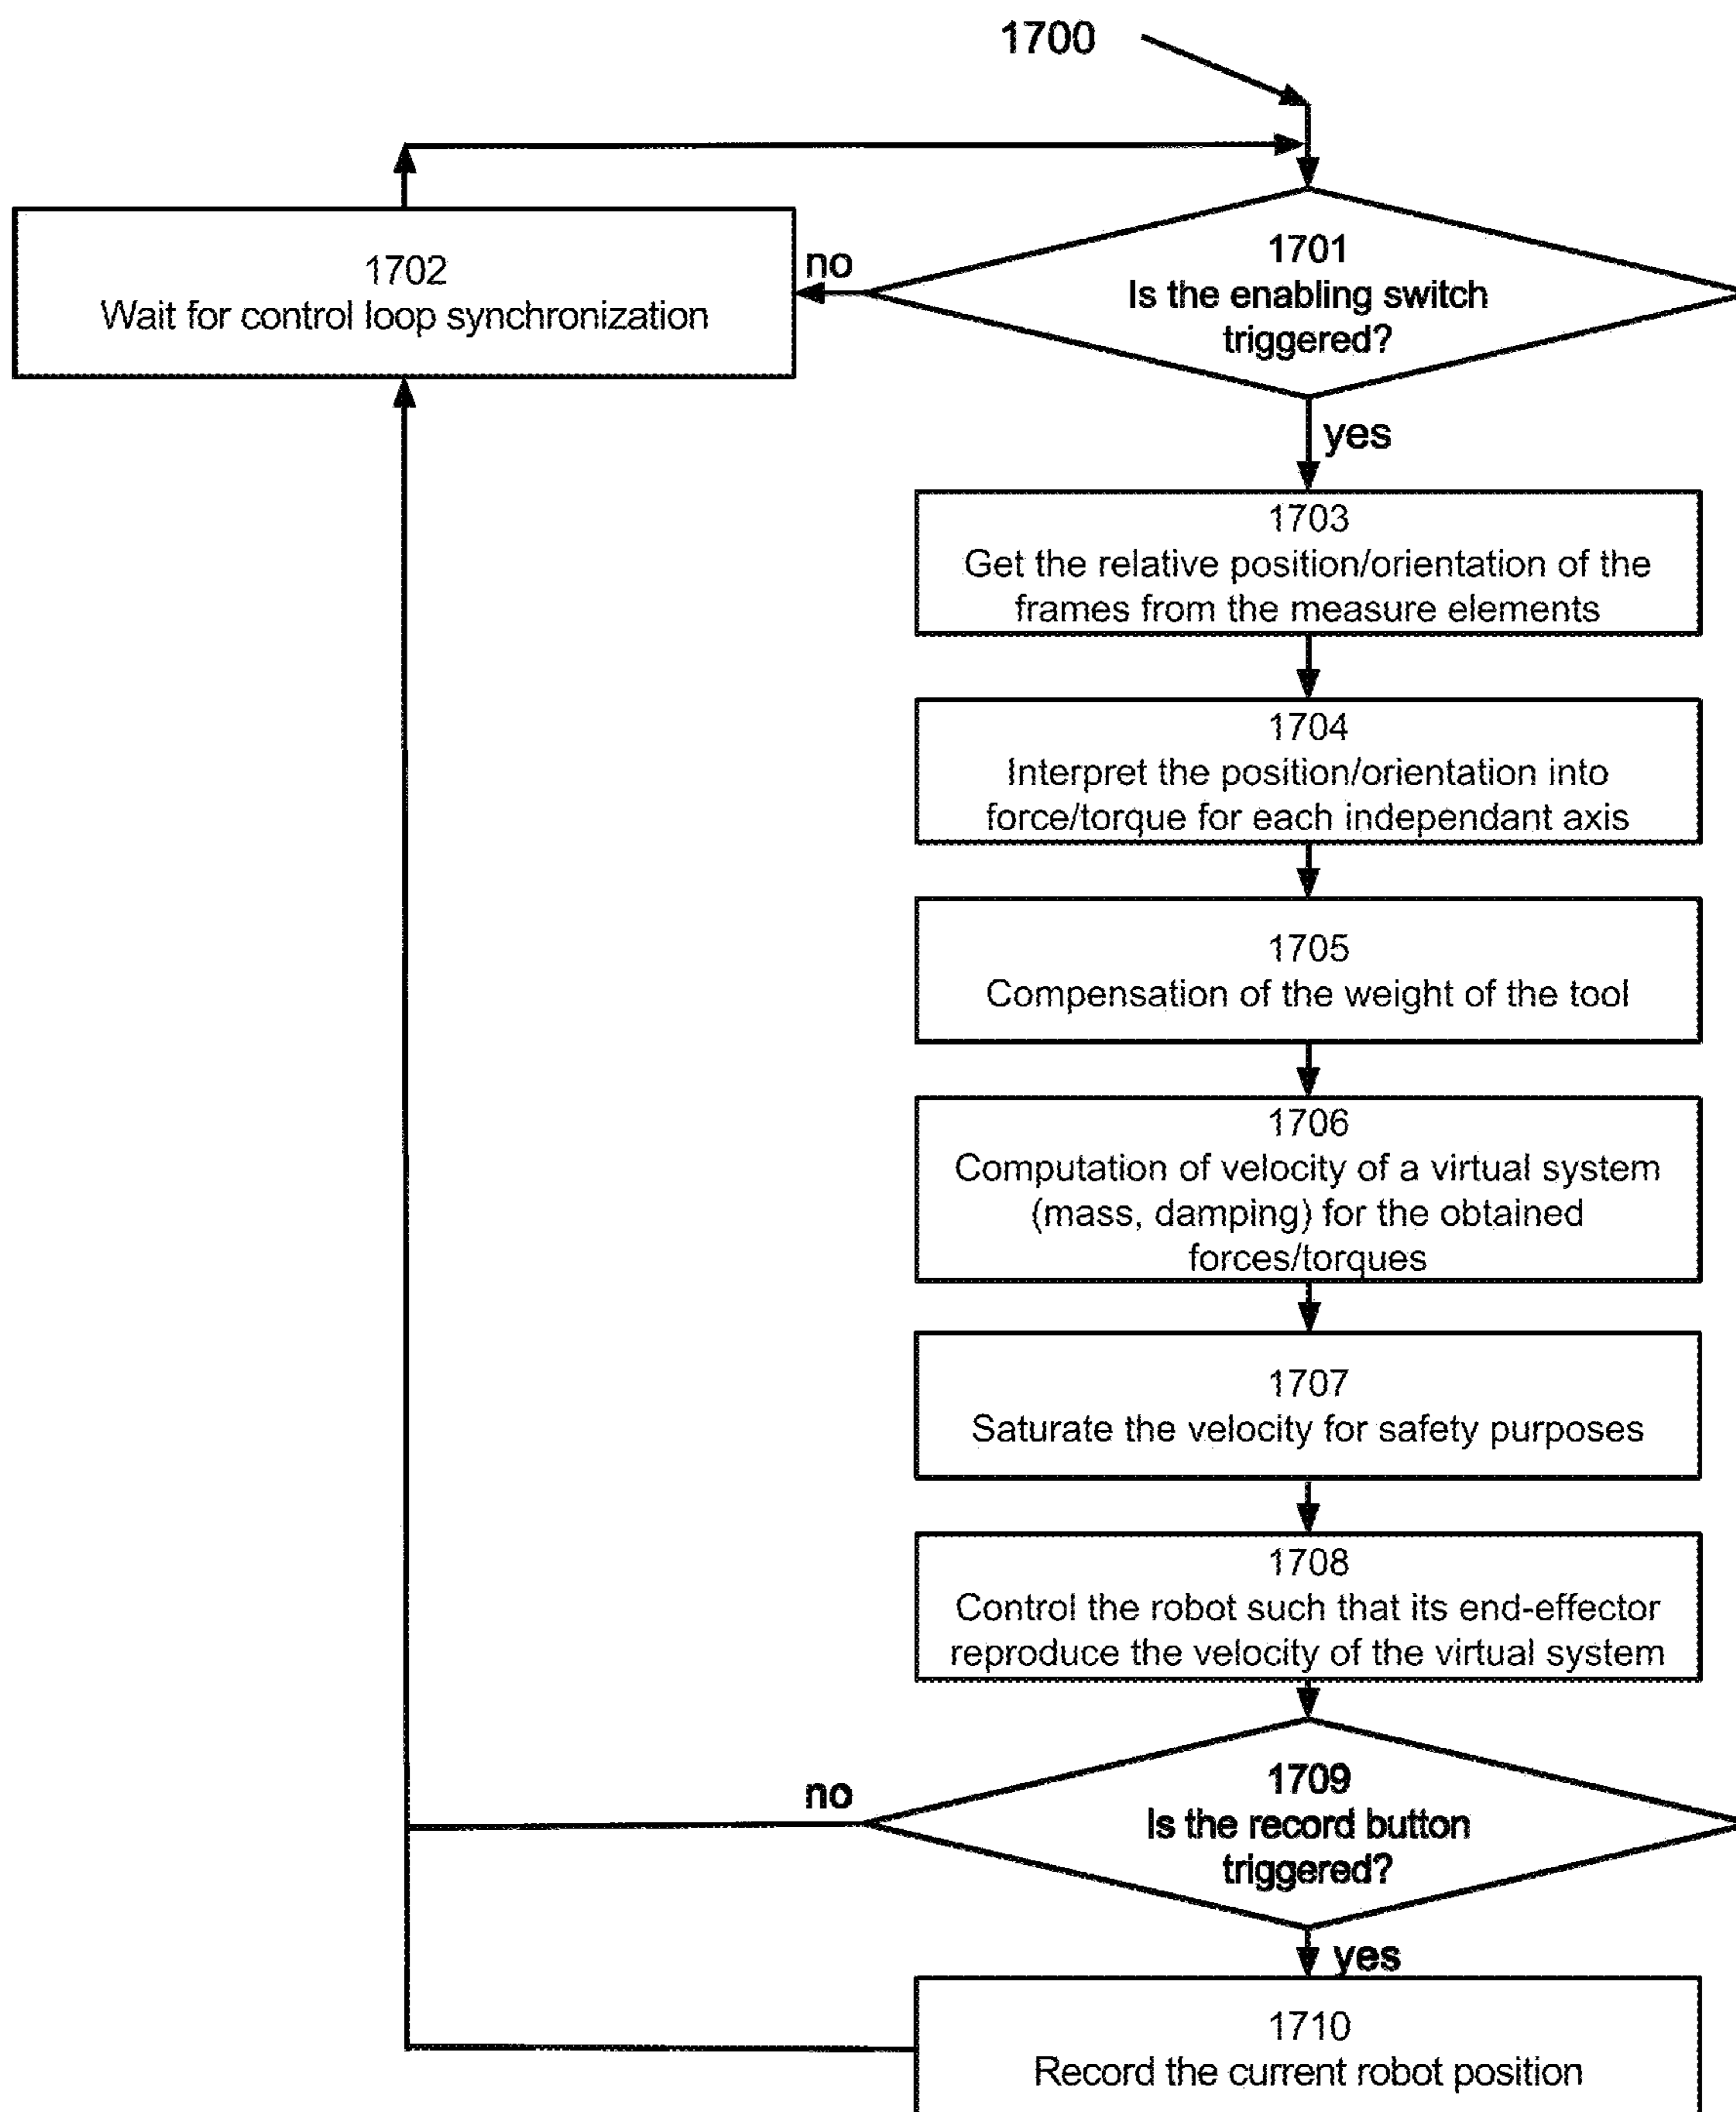 1700
1701
Is the enabling switch
triggered?
no
1702
Wait for control loop synchronization
yes
1703
Get the relative position/orientation of the
frames from the measure elements
1704
Interpret the position/orientation into
force/torque for each independant axis
1705
Compensation of the weight of the tool
1706
Computation of velocity of a virtual system
(mass, damping) for the obtained
forces/torques
1707
Saturate the velocity for safety purposes
1708
Control the robot such that its end-effector
reproduce the velocity of the virtual system
1709
Is the record button
triggered?
no
yes
1710
Record the current robot position